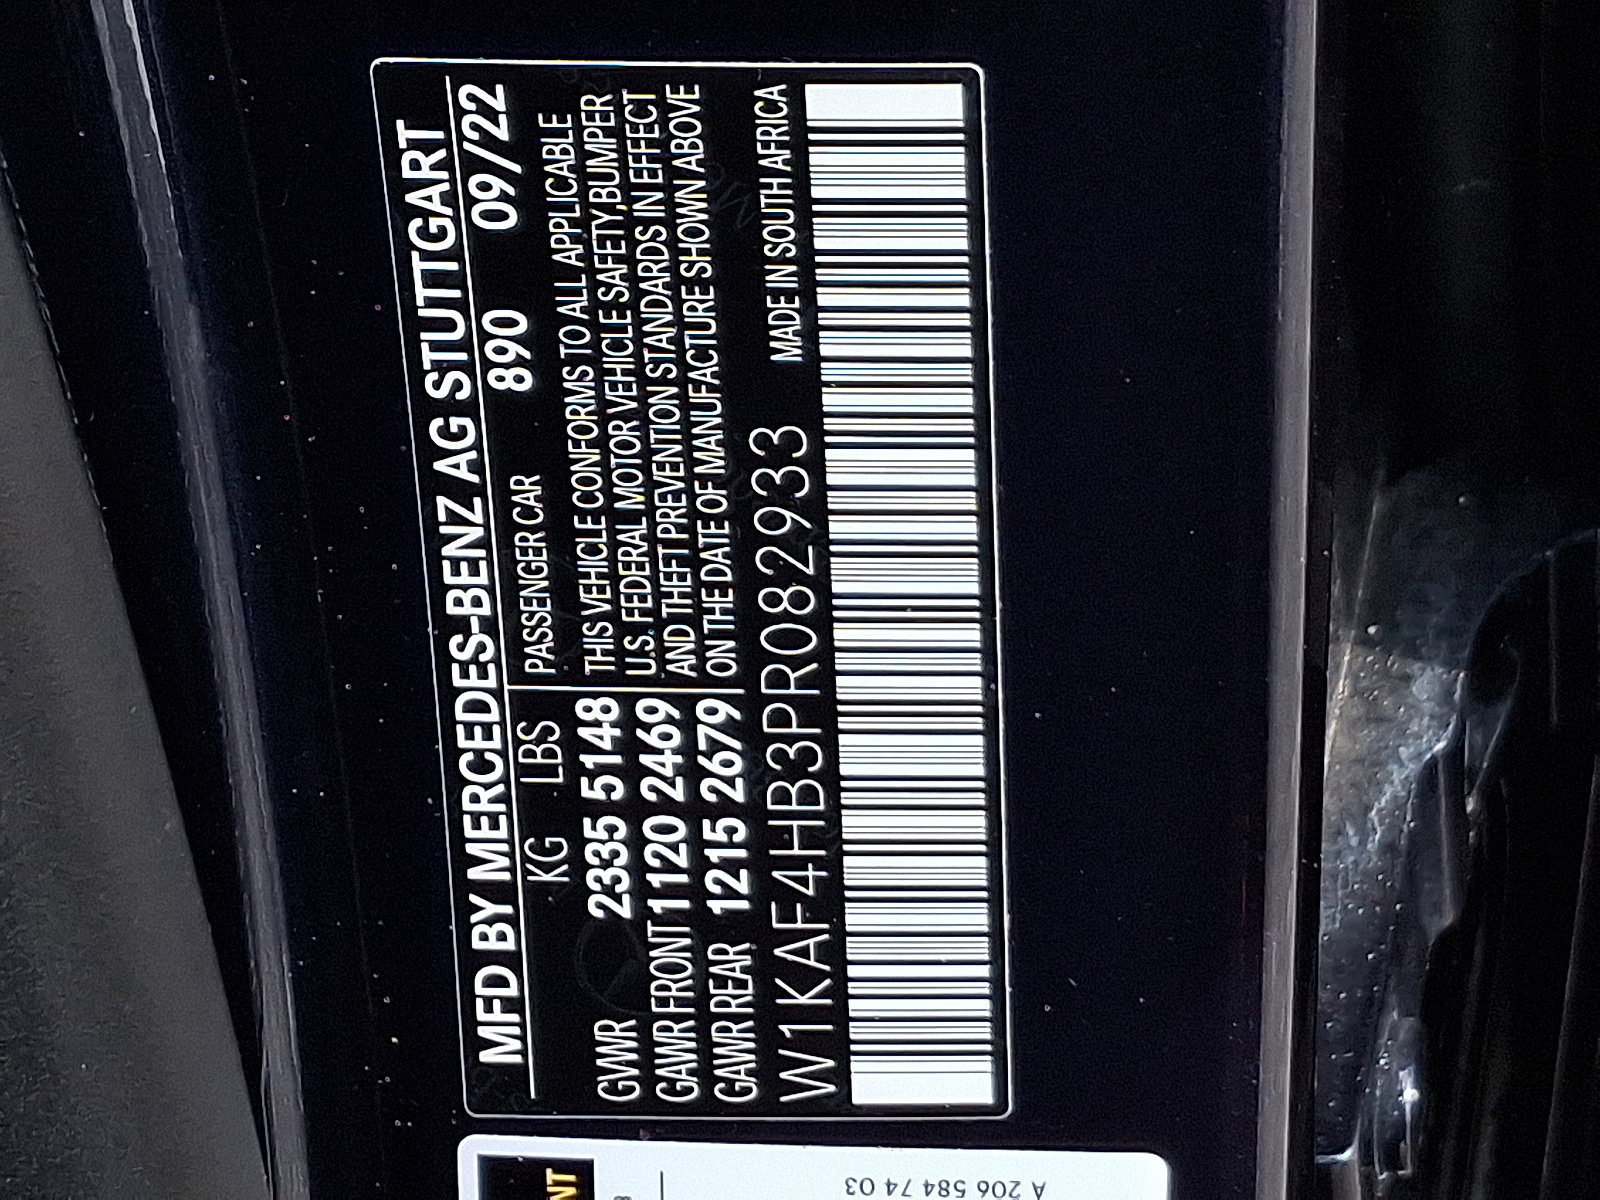 MFD BY MERCEDES-BENZ AG STUTTGART
890 09/22
KG LBS PASSENGER CAR
GVWR 2335 5148
GAWR FRONT 1120 2469
GAWR REAR 1215 2679
THIS VEHICLE CONFORMS TO ALL APPLICABLE
U.S. FEDERAL MOTOR VEHICLE SAFETY,BUMPER
AND THEFT PREVENTION STANDARDS IN EFFECT
ON THE DATE OF MANUFACTURE SHOWN ABOVE
W1KAF4HB3PR082933 MADE IN SOUTH AFRICA
A 206 584 74 03